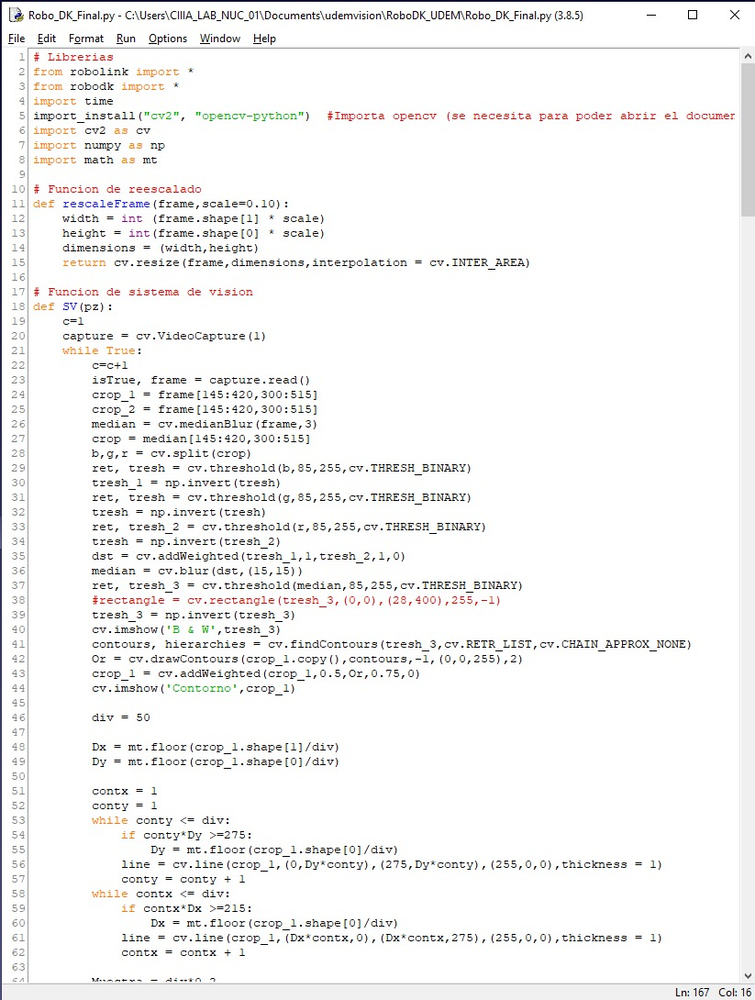 Robo_DK_Final.py - C:\Users\CIIIA_LAB_NUC_01\Documents\udemvision\RoboDK_UDEM\Robo_DK_Final.py (3.8.5)
File Edit Format Run Options Window Help
1 # Librerias
2 from robolink import *
3 from robodk import *
4 import time
5 import_install("cv2", "opencv-python")  #Importa opencv (se necesita para poder abrir el documen
6 import cv2 as cv
7 import numpy as np
8 import math as mt
9
10 # Funcion de reescalado
11 def rescaleFrame(frame,scale=0.10):
12     width = int (frame.shape[1] * scale)
13     height = int(frame.shape[0] * scale)
14     dimensions = (width,height)
15     return cv.resize(frame,dimensions,interpolation = cv.INTER_AREA)
16
17 # Funcion de sistema de vision
18 def SV(pz):
19     c=1
20     capture = cv.VideoCapture(1)
21     while True:
22         c=c+1
23         isTrue, frame = capture.read()
24         crop_1 = frame[145:420,300:515]
25         crop_2 = frame[145:420,300:515]
26         median = cv.medianBlur(frame,3)
27         crop = median[145:420,300:515]
28         b,g,r = cv.split(crop)
29         ret, tresh = cv.threshold(b,85,255,cv.THRESH_BINARY)
30         tresh_1 = np.invert(tresh)
31         ret, tresh = cv.threshold(g,85,255,cv.THRESH_BINARY)
32         tresh = np.invert(tresh)
33         ret, tresh_2 = cv.threshold(r,85,255,cv.THRESH_BINARY)
34         tresh = np.invert(tresh_2)
35         dst = cv.addWeighted(tresh_1,1,tresh_2,1,0)
36         median = cv.blur(dst,(15,15))
37         ret, tresh_3 = cv.threshold(median,85,255,cv.THRESH_BINARY)
38         #rectangle = cv.rectangle(tresh_3,(0,0),(28,400),255,-1)
39         tresh_3 = np.invert(tresh_3)
40         cv.imshow('B & W',tresh_3)
41         contours, hierarchies = cv.findContours(tresh_3,cv.RETR_LIST,cv.CHAIN_APPROX_NONE)
42         Or = cv.drawContours(crop_1.copy(),contours,-1,(0,0,255),2)
43         crop_1 = cv.addWeighted(crop_1,0.5,Or,0.75,0)
44         cv.imshow('Contorno',crop_1)
45
46         div = 50
47
48         Dx = mt.floor(crop_1.shape[1]/div)
49         Dy = mt.floor(crop_1.shape[0]/div)
50
51         contx = 1
52         conty = 1
53         while conty <= div:
54             if conty*Dy >=275:
55                 Dy = mt.floor(crop_1.shape[0]/div)
56             line = cv.line(crop_1,(0,Dy*conty),(275,Dy*conty),(255,0,0),thickness = 1)
57             conty = conty + 1
58         while contx <= div:
59             if contx*Dx >=215:
60                 Dx = mt.floor(crop_1.shape[0]/div)
61             line = cv.line(crop_1,(Dx*contx,0),(Dx*contx,275),(255,0,0),thickness = 1)
62             contx = contx + 1
63
64         Muestra = div*0.2
Ln: 167 Col: 16